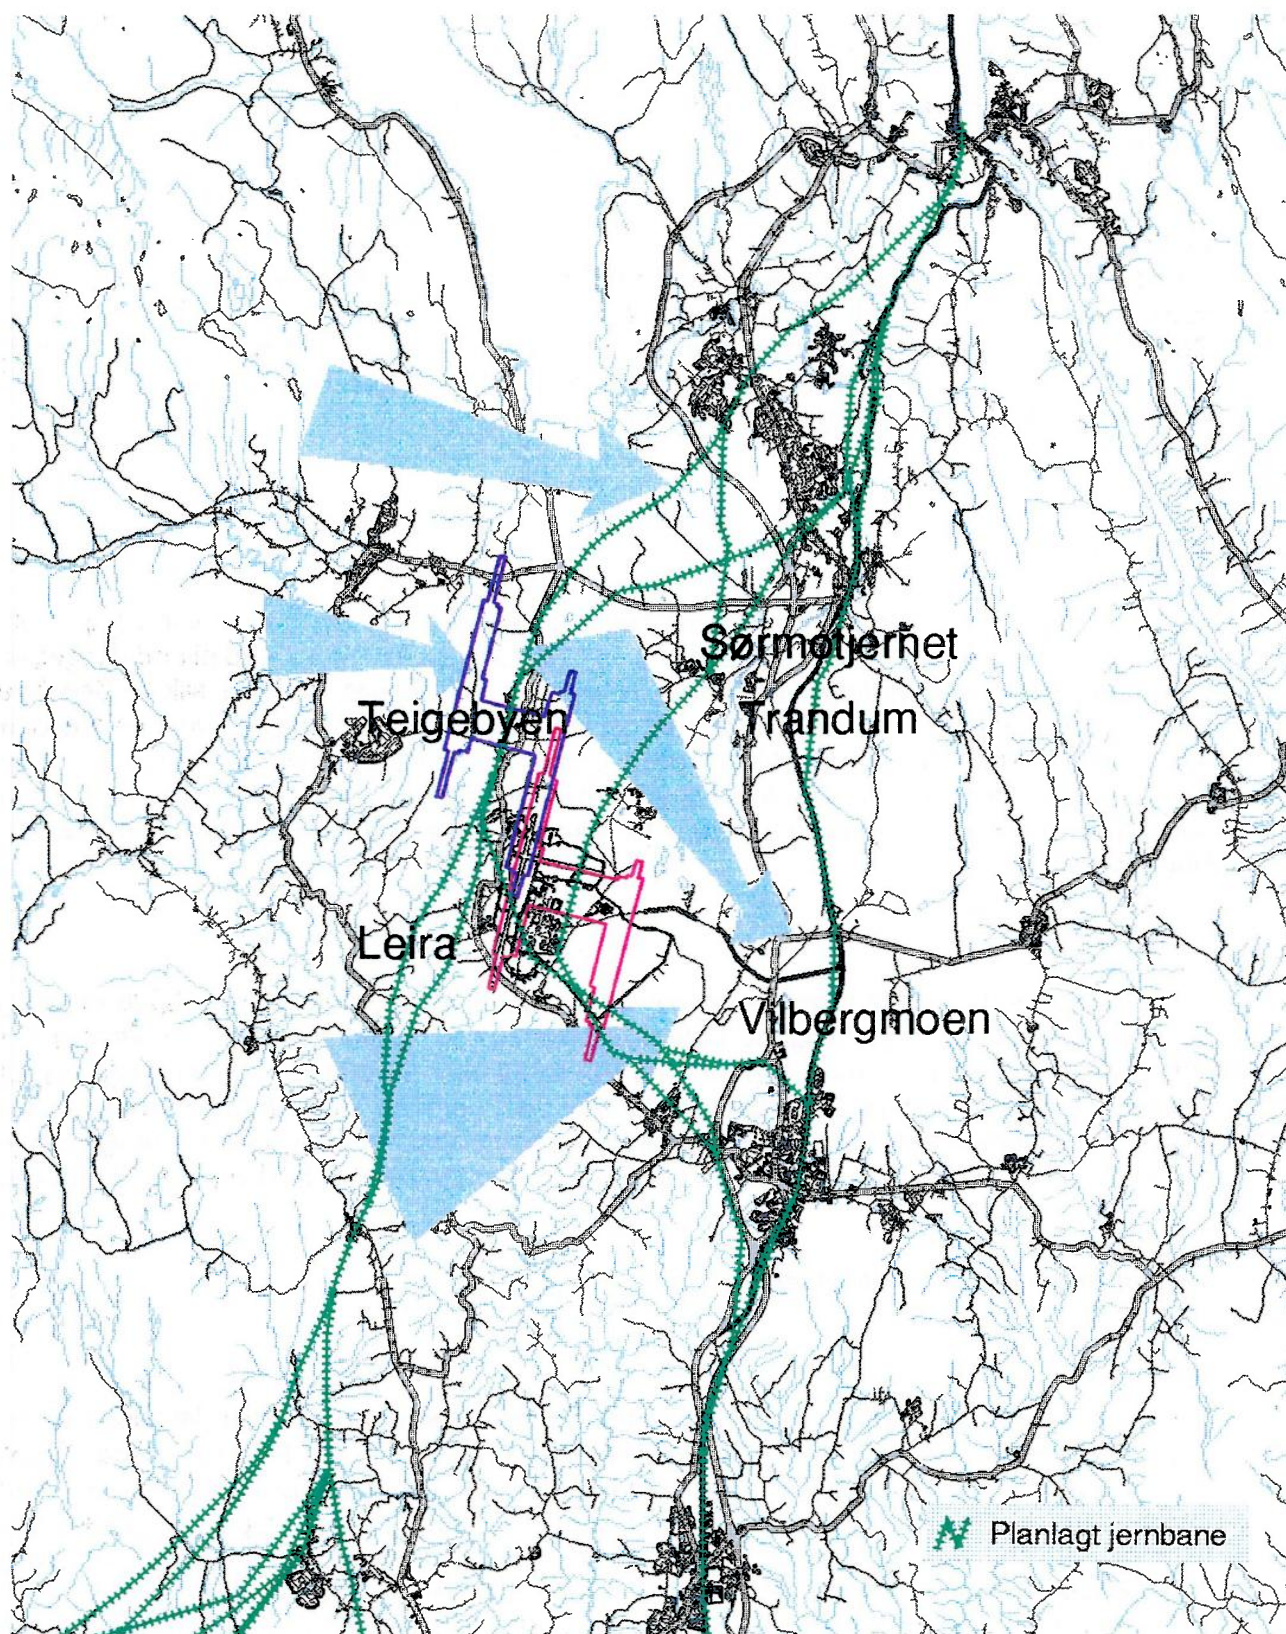 Sørmotjernet
Teigebyen
Trandum
Leira
Vilbergmoen
Planlagt jernbane